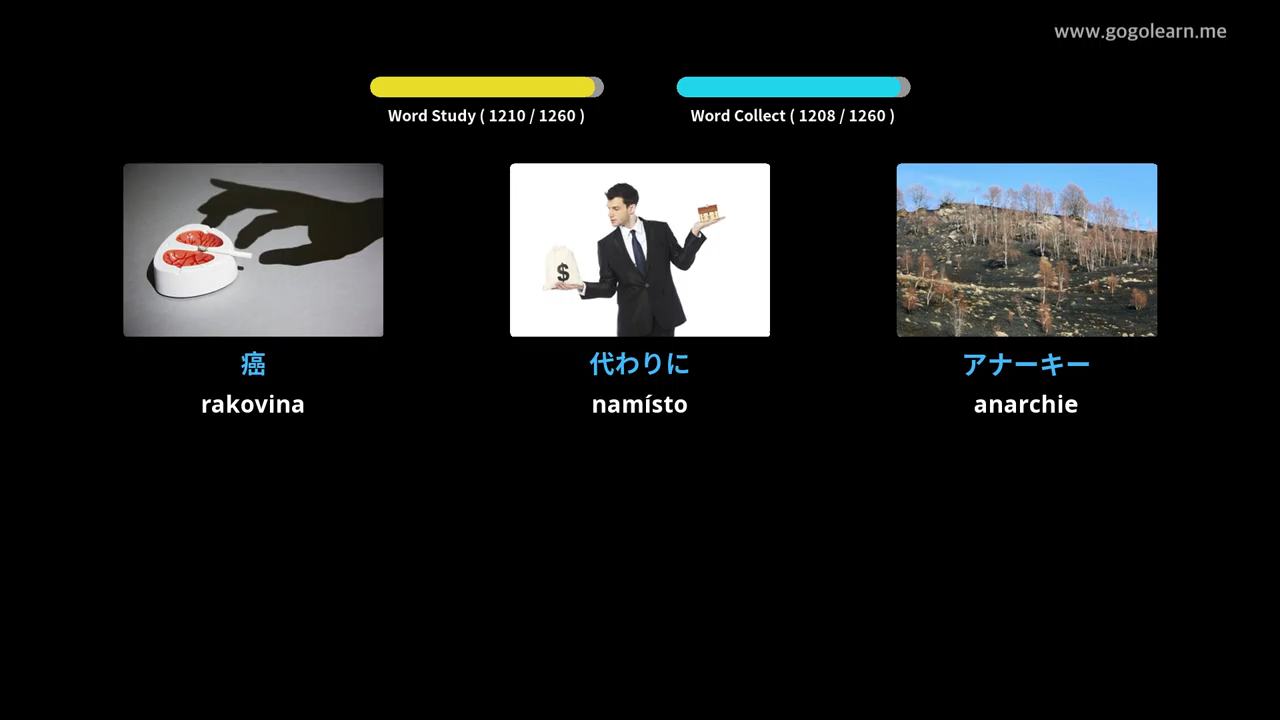 www.gogolearn.me
Word Study ( 1210 / 1260 )
Word Collect ( 1208 / 1260 )
$
癌
代わりに
アナーキー
rakovina
namísto
anarchie